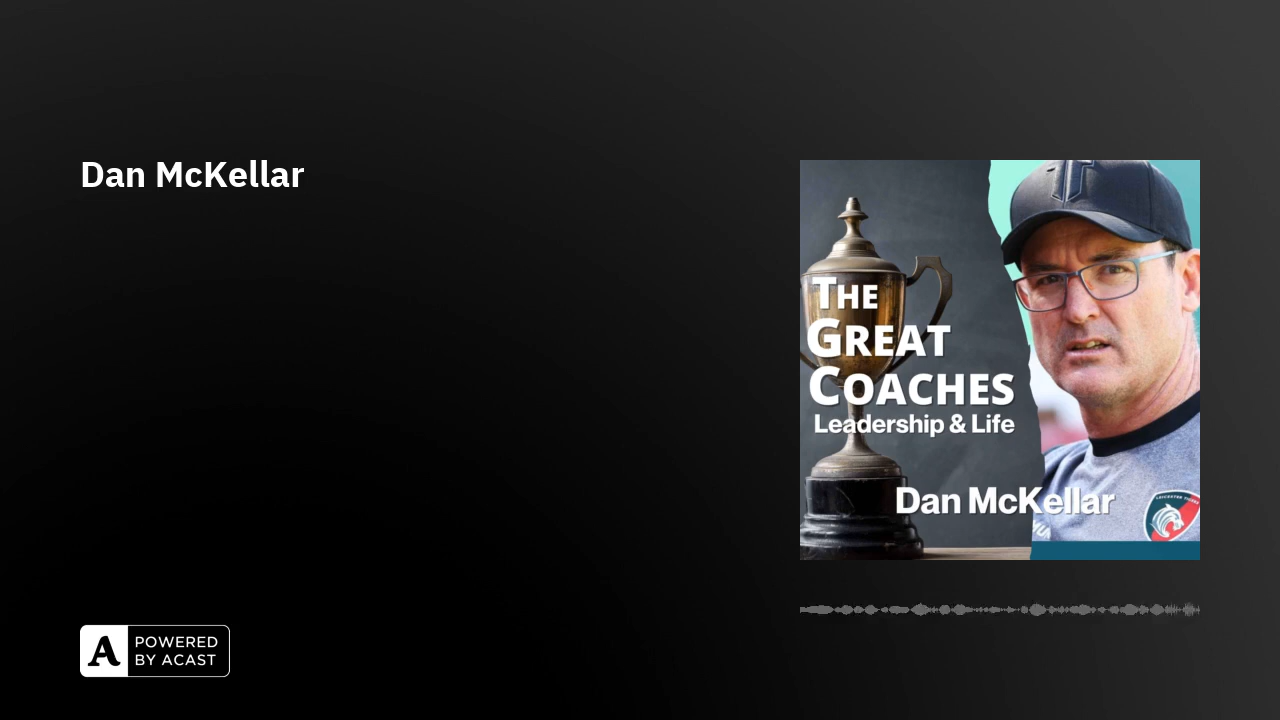 Dan McKellar
THE
GREAT
COACHES
Leadership & Life
Dan McKellar
A POWERED
BY ACAST